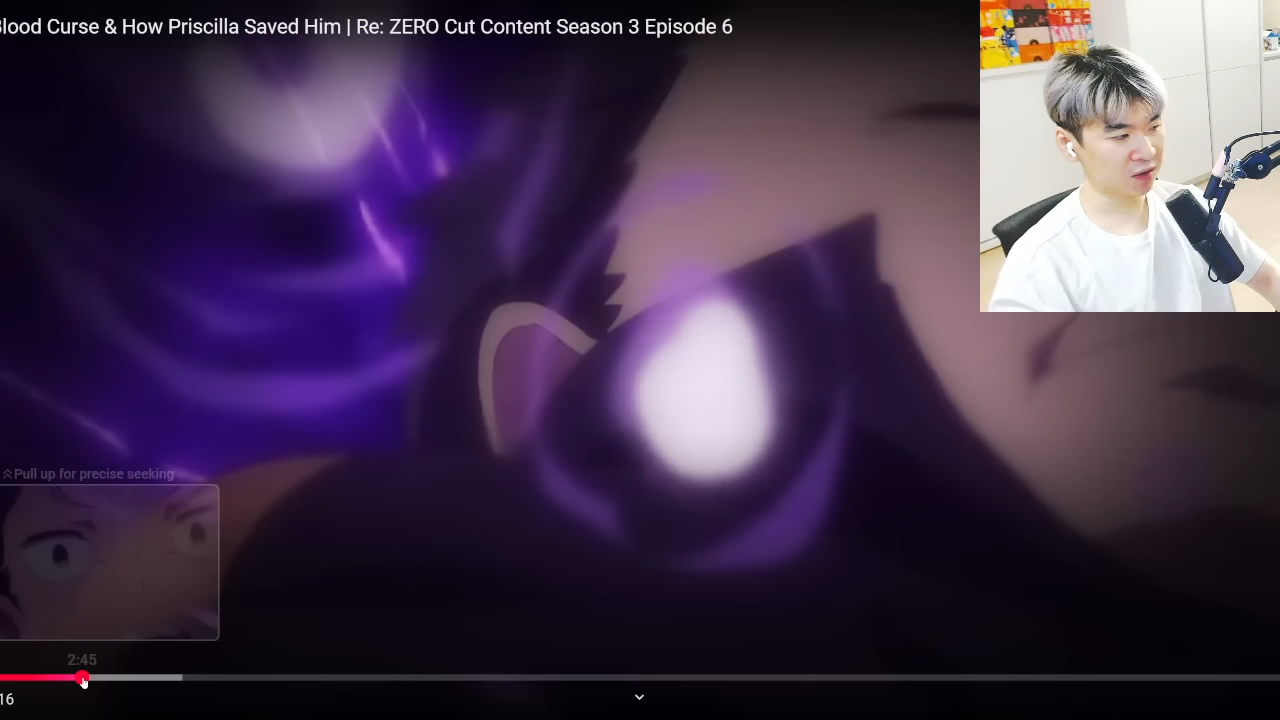 lood Curse & How Priscilla Saved Him | Re: ZERO Cut Content Season 3 Episode 6
Pull up for precise seeking
2:45
16